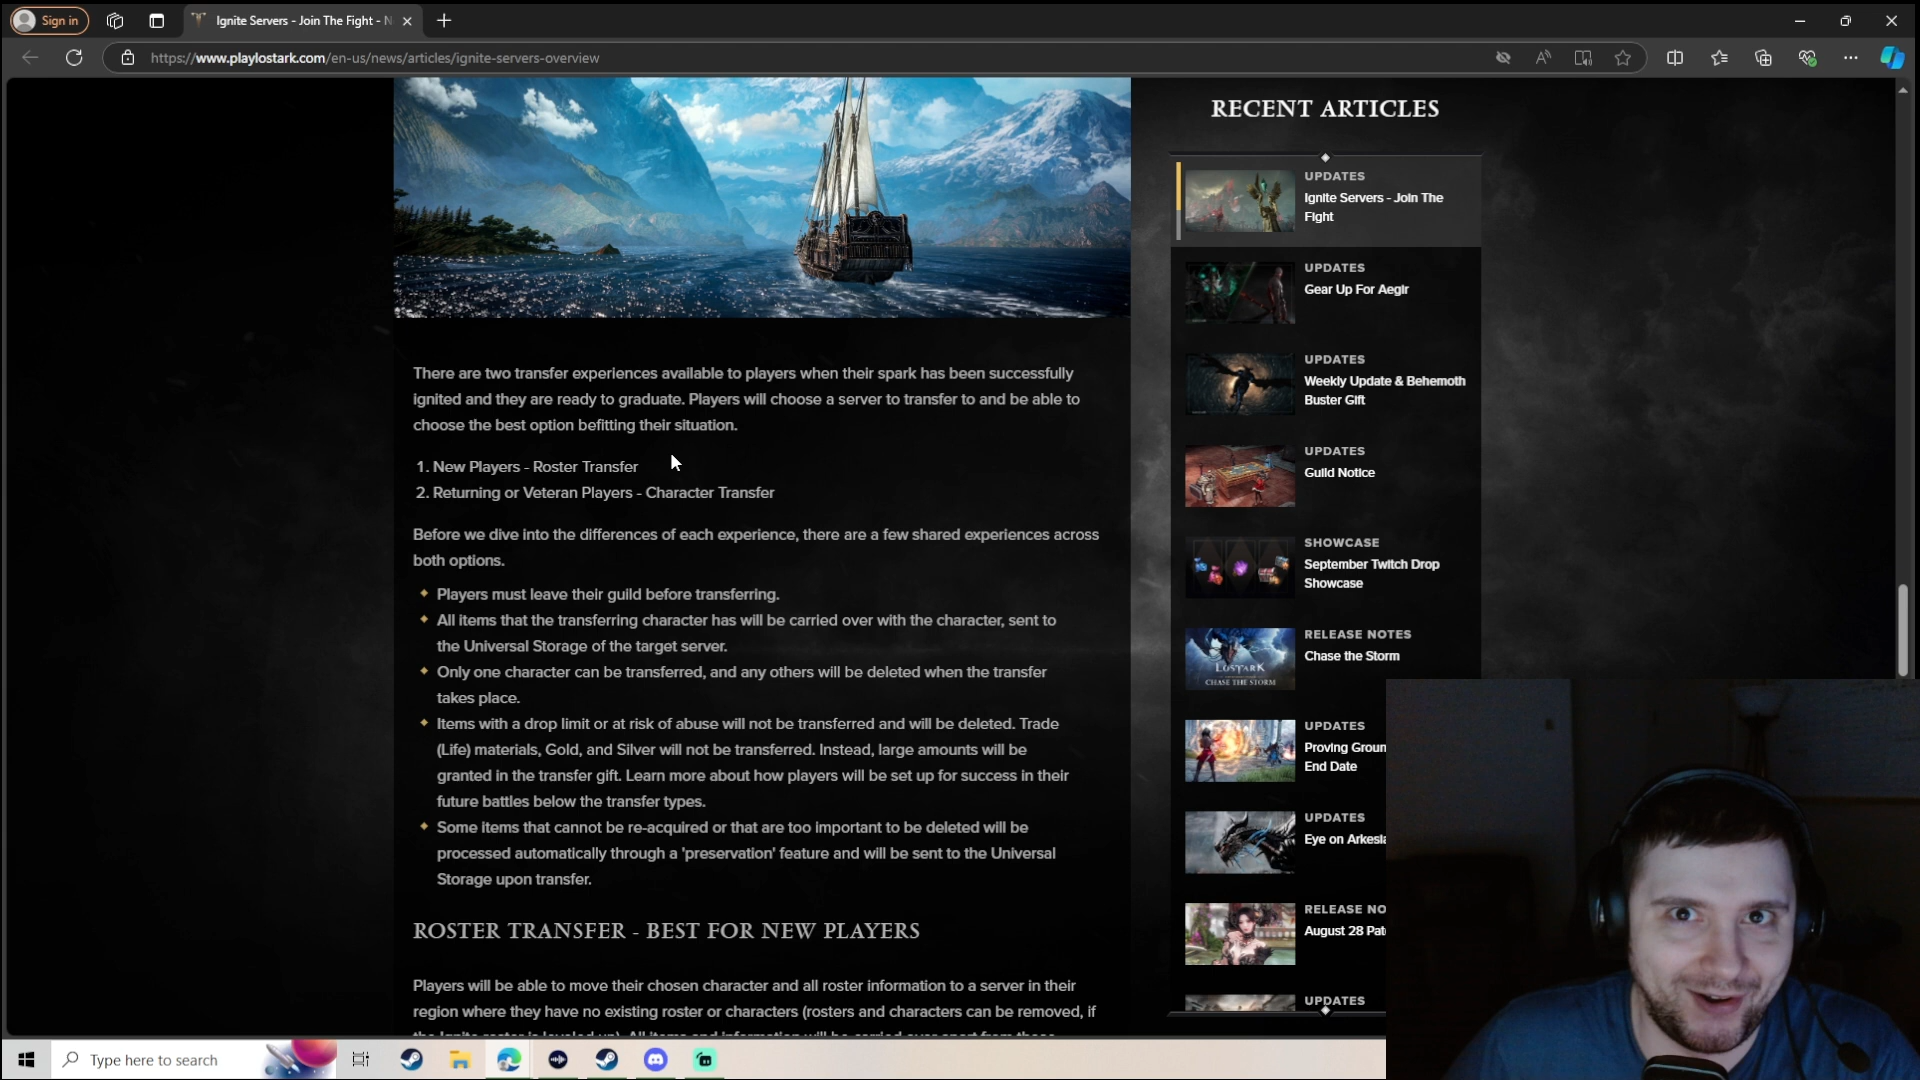 Sign in
Ignite Servers - Join The Fight - N
https://www.playlostark.com/en-us/news/articles/ignite-servers-overview
There are two transfer experiences available to players when their spark has been successfully
ignited and they are ready to graduate. Players will choose a server to transfer to and be able to
choose the best option befitting their situation.
1. New Players - Roster Transfer
2. Returning or Veteran Players - Character Transfer
Before we dive into the differences of each experience, there are a few shared experiences across
both options.
Players must leave their guild before transferring.
All items that the transferring character has will be carried over with the character, sent to
the Universal Storage of the target server.
Only one character can be transferred, and any others will be deleted when the transfer
takes place.
Items with a drop limit or at risk of abuse will not be transferred and will be deleted. Trade
(Life) materials, Gold, and Silver will not be transferred. Instead, large amounts will be
granted in the transfer gift. Learn more about how players will be set up for success in their
future battles below the transfer types.
Some items that cannot be re-acquired or that are too important to be deleted will be
processed automatically through a 'preservation' feature and will be sent to the Universal
Storage upon transfer.
ROSTER TRANSFER - BEST FOR NEW PLAYERS
Players will be able to move their chosen character and all roster information to a server in their
region where they have no existing roster or characters (rosters and characters can be removed, if
RECENT ARTICLES
UPDATES
Ignite Servers - Join The
Fight
UPDATES
Gear Up For Aegir
UPDATES
Weekly Update & Behemoth
Buster Gift
UPDATES
Guild Notice
SHOWCASE
September Twitch Drop
Showcase
RELEASE NOTES
Chase the Storm
LOSTARK
CHASE THE STORM
UPDATES
Proving Groun
End Date
UPDATES
Eye on Arkesia
RELEASE NO
August 28 Pat
UPDATES
Type here to search